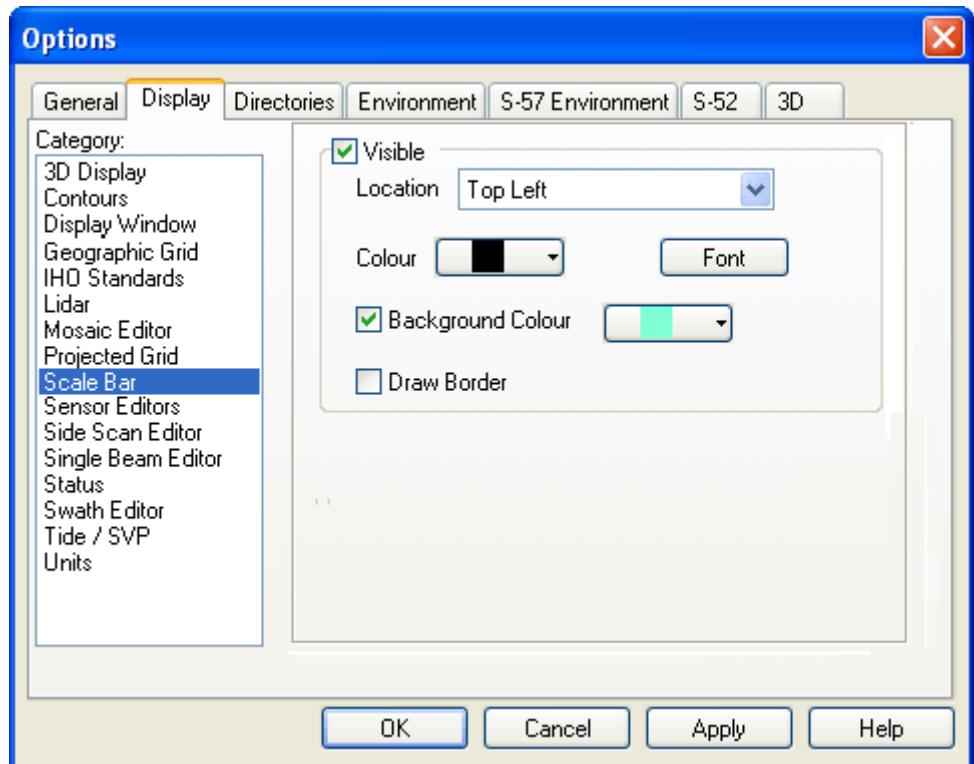 Options
General Display Directories Environment S-57 Environment S-52 3D
Category:
3D Display
Contours
Display Window
Geographic Grid
IHO Standards
Lidar
Mosaic Editor
Projected Grid
Scale Bar
Sensor Editors
Side Scan Editor
Single Beam Editor
Status
Swath Editor
Tide / SVP
Units
Visible
Location Top Left
Colour Font
Background Colour
Draw Border
OK Cancel Apply Help